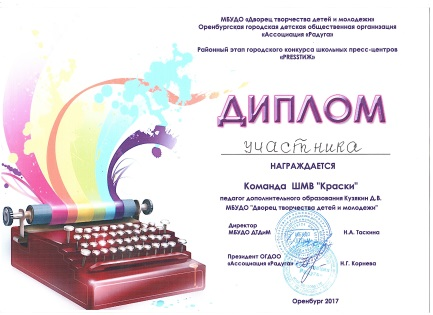 МБУДО «Дворец творчества детей и молодежи»
Оренбургская городская детская общественная организация
«Ассоциация «Радуга»
Районный этап городского конкурса школьных пресс-центров
«PRESSТИЖ»
ДИПЛОМ
участника
НАГРАЖДАЕТСЯ
Команда ШМВ "Краски"
педагог дополнительного образования Кузякин Д.В.
МБУДО "Дворец творчества детей и молодежи"
Директор
МБУДО ДТДиМ Н.А. Таскина
Президент ОГДОО
«Ассоциация «Радуга» Н.Г. Корнева
Оренбург 2017